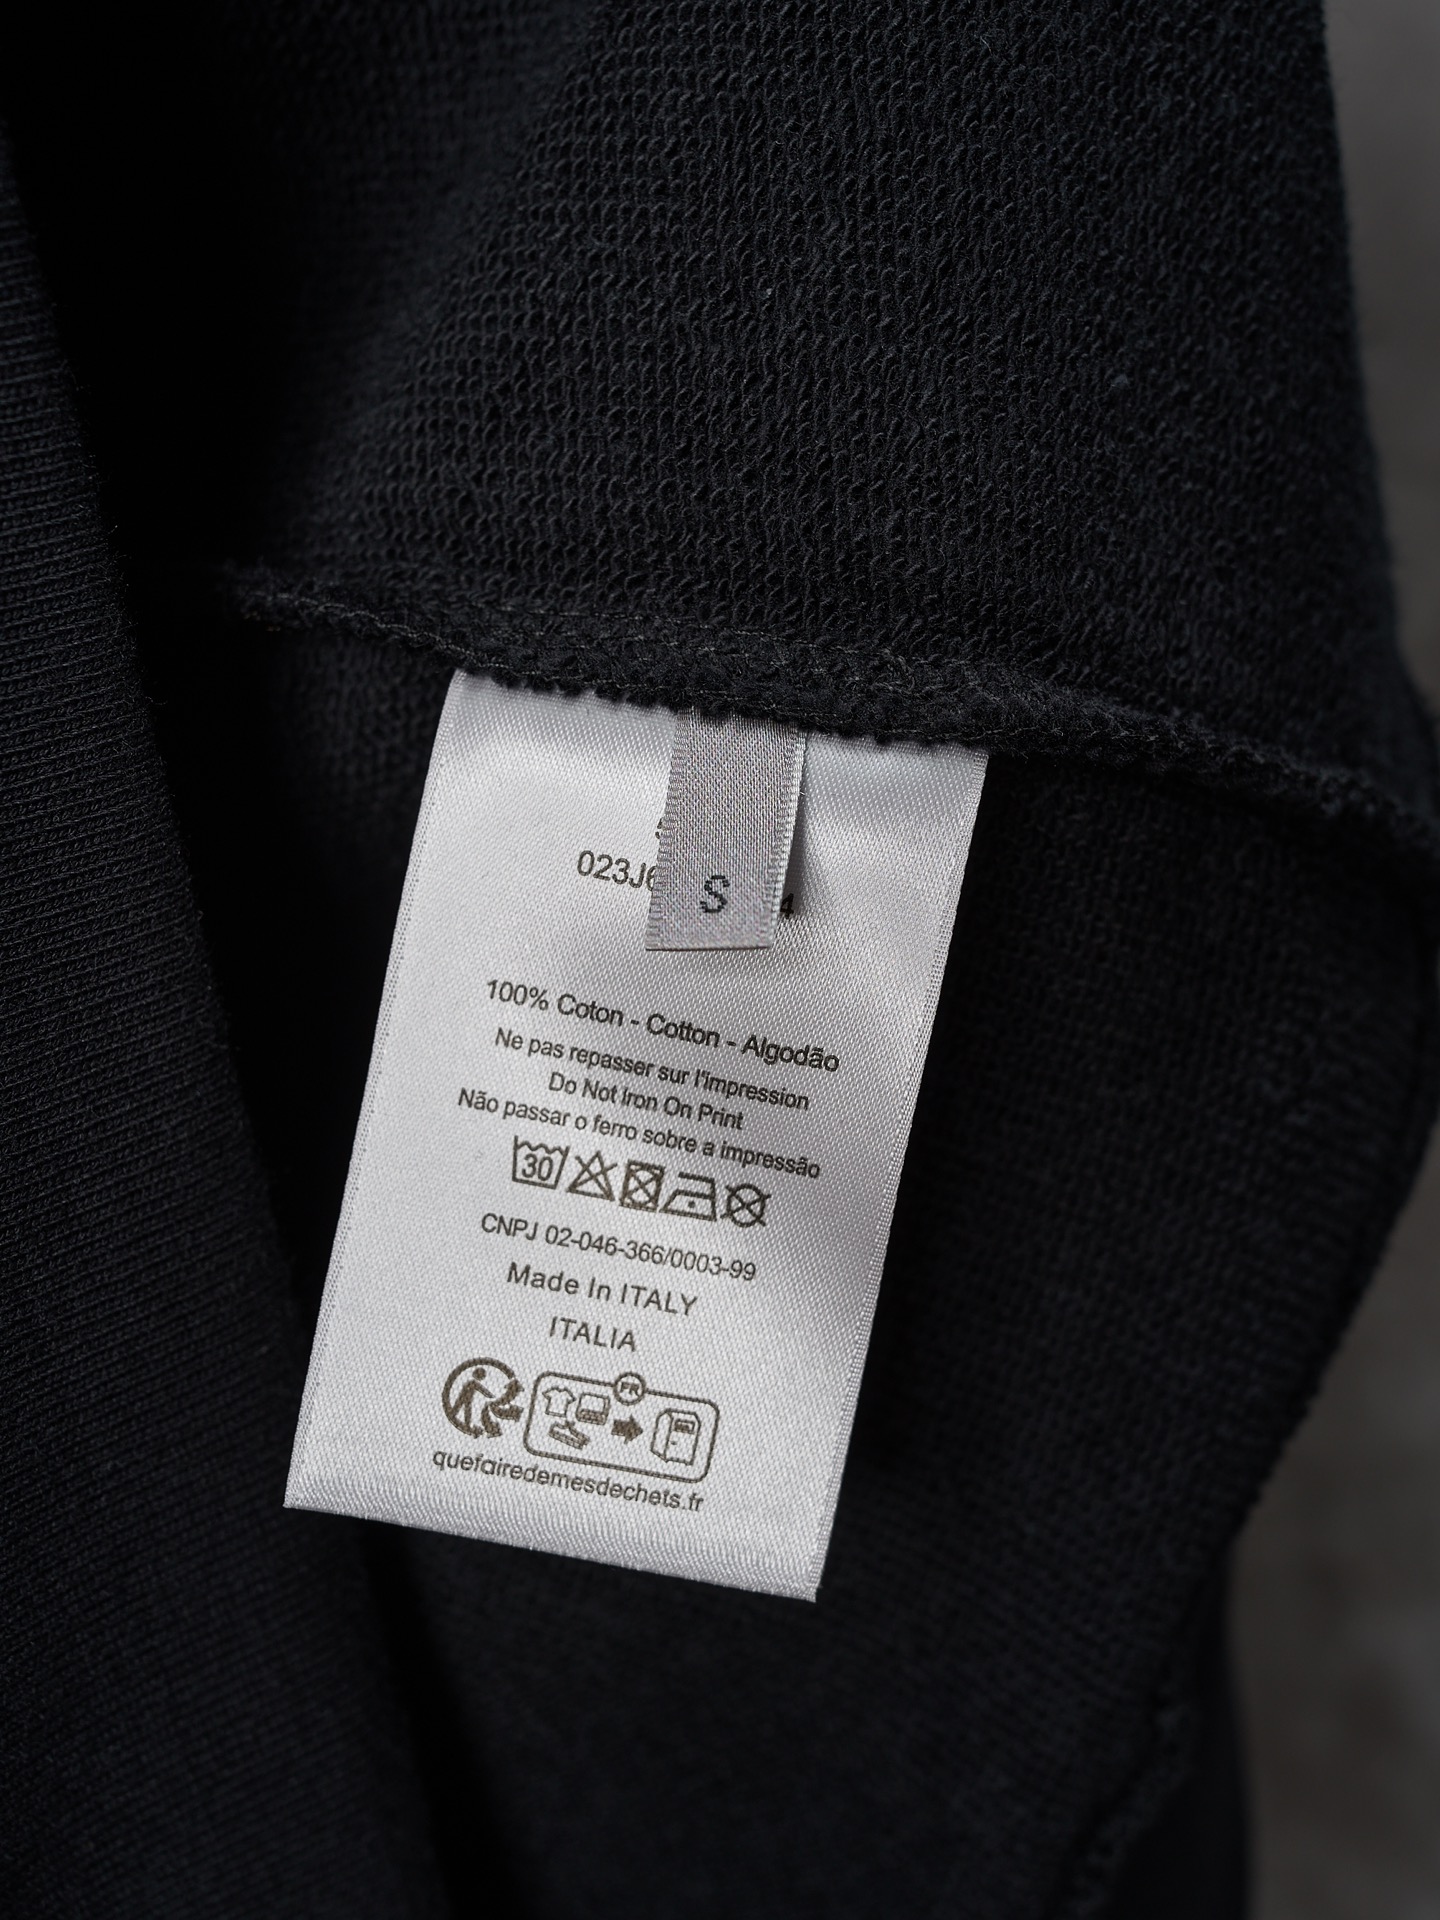 023J6
S
4
100% Coton - Cotton - Algodão
Ne pas repasser sur l'impression
Do Not Iron On Print
Não passar o ferro sobre a impressão
30
CNPJ 02-046-366/0003-99
Made In ITALY
ITALIA
FR
quefairedemesdechets.fr